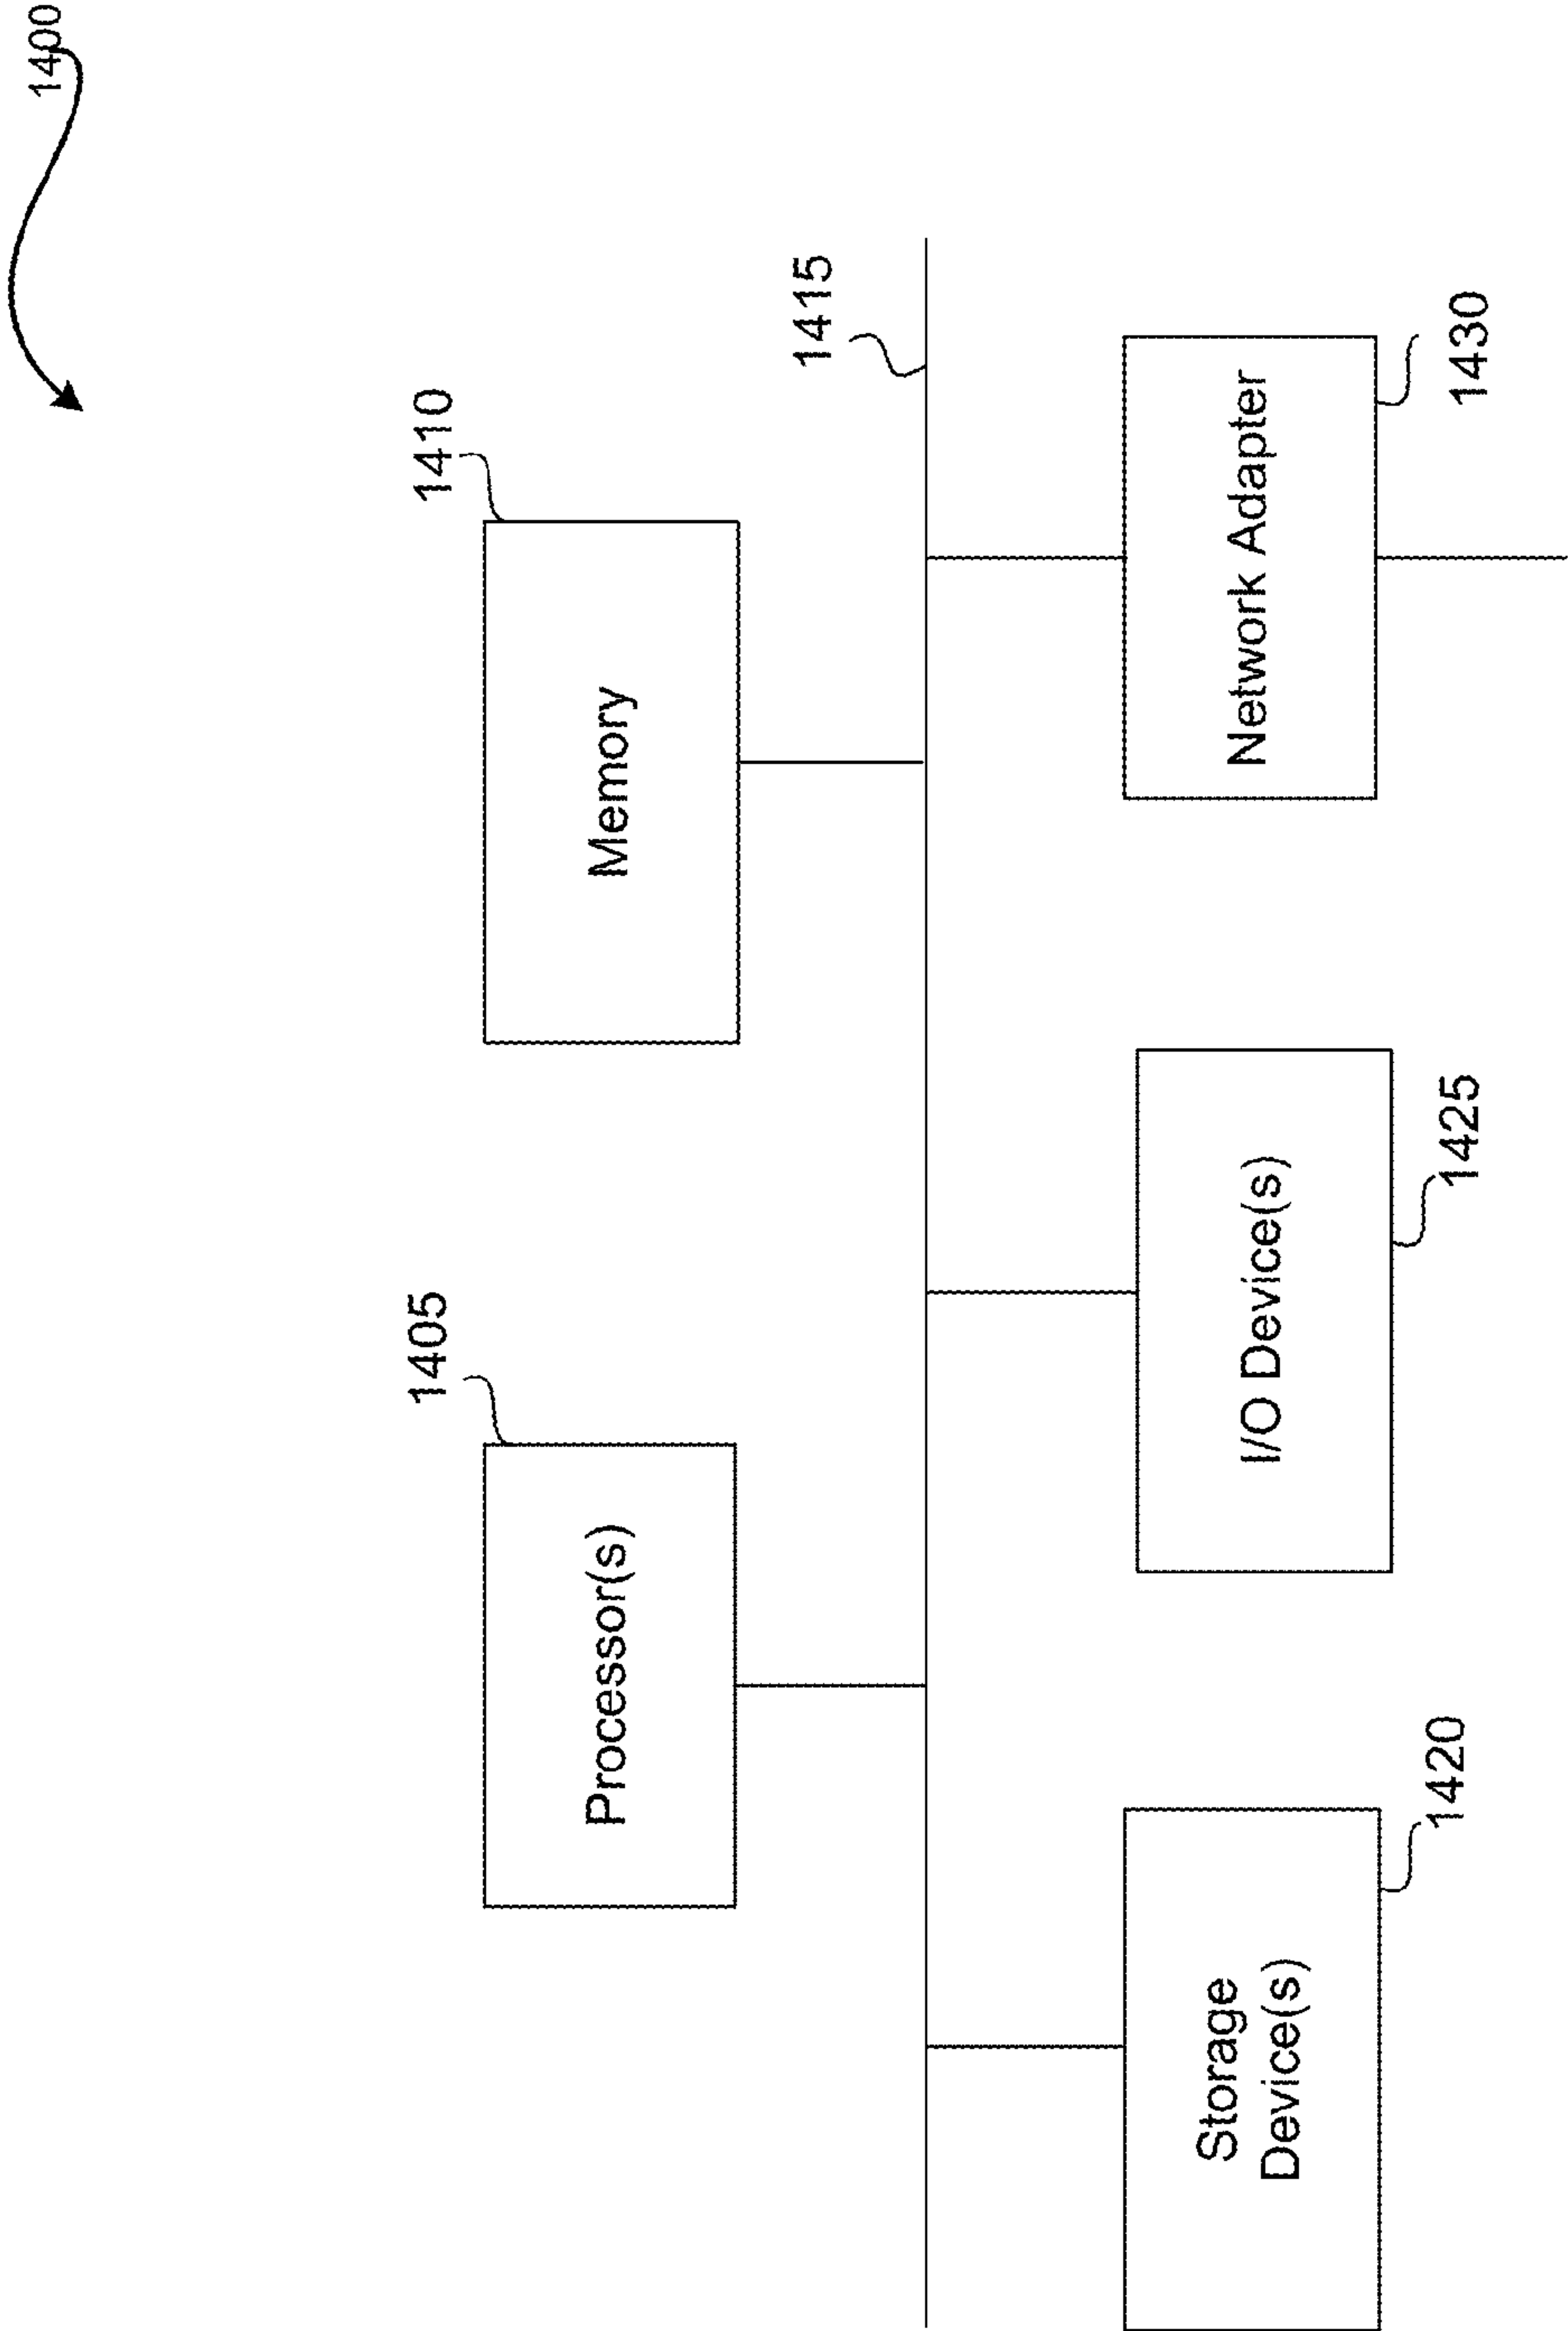 1400
1405
1410
Processor(s)
Memory
1415
Storage
Device(s)
I/O Device(s)
Network Adapter
1420
1425
1430